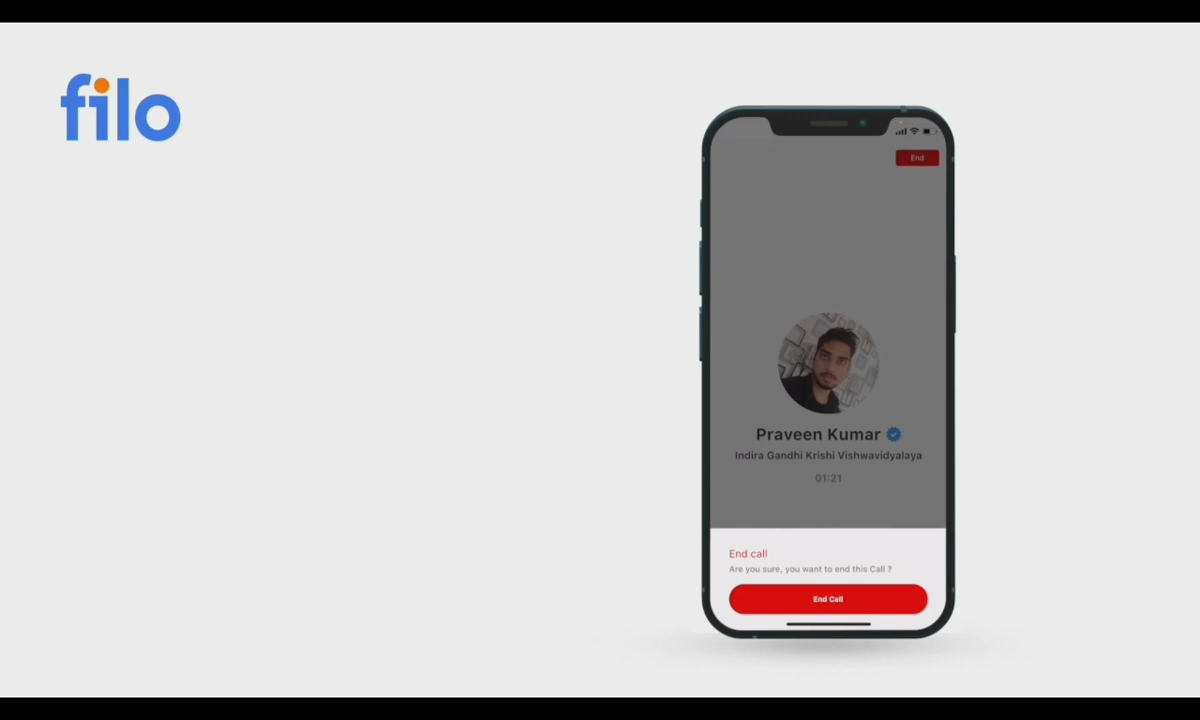 filo
End
Praveen Kumar
Indira Gandhi Krishi Vishwavidyalaya
01:21
End call
Are you sure, you want to end this Call ?
End Call